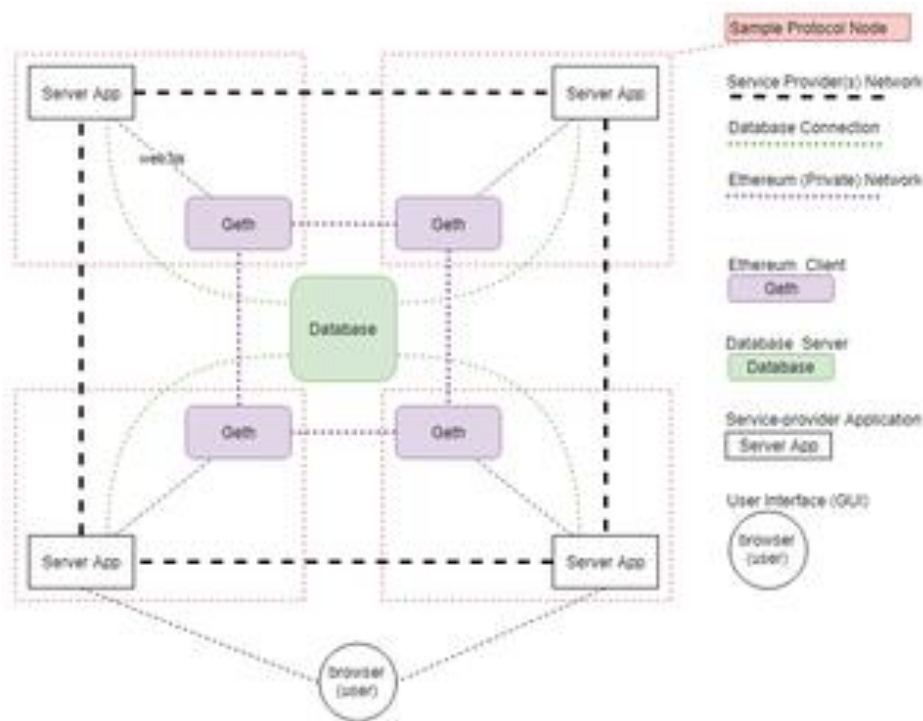 Sample Protocol Node
Server App
Server App
Service Provider(s) Network
Database Connection
web3js
Ethereum (Private) Network
Geth
Geth
Ethereum Client
Geth
Database
Database Server
Database
Geth
Geth
Service-provider Application
Server App
User Interface (GUI)
browser
(user)
Server App
Server App
browser
(user)